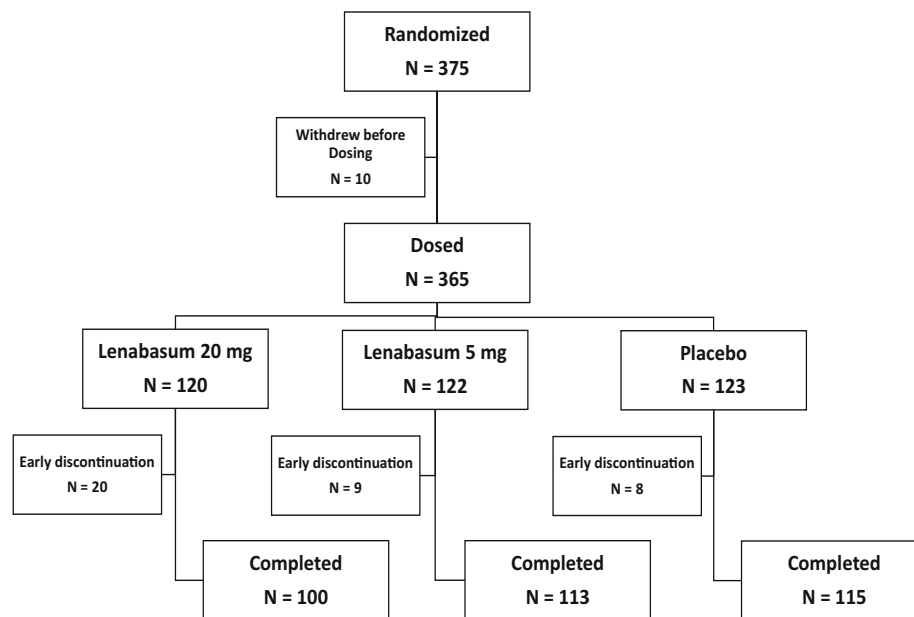 Randomized
N = 375
Withdrew before
Dosing
N = 10
Dosed
N = 365
Lenabasum 20 mg
N = 120
Lenabasum 5 mg
N = 122
Placebo
N = 123
Early discontinuation
N = 20
Early discontinuation
N = 9
Early discontinuation
N = 8
Completed
N = 100
Completed
N = 113
Completed
N = 115